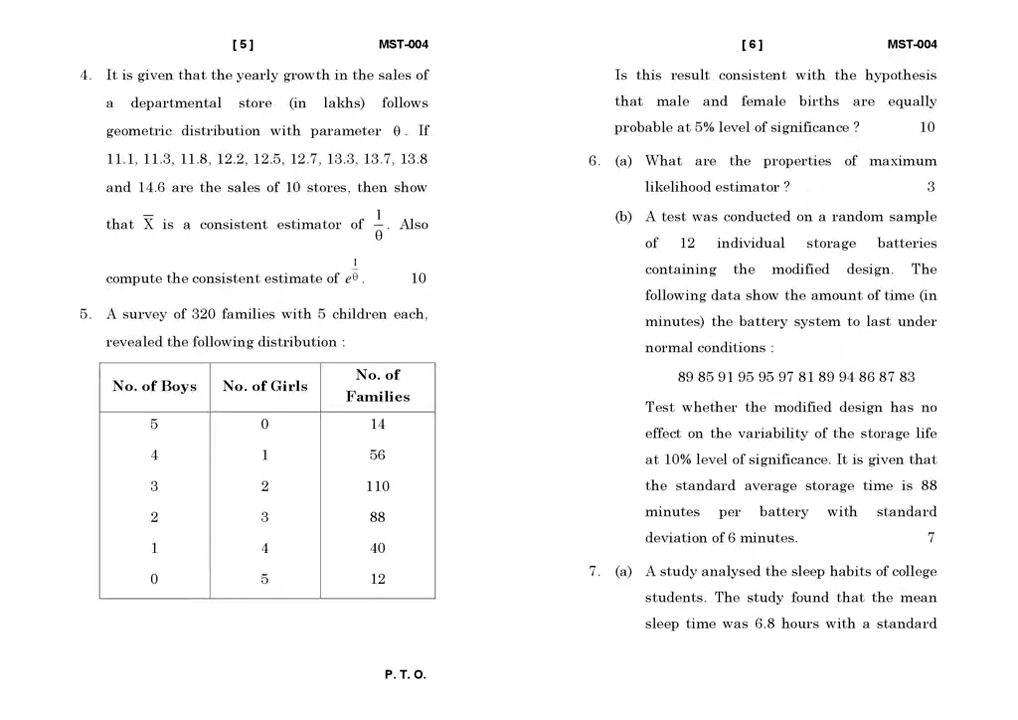 [ 5 ] MST-004
4. It is given that the yearly growth in the sales of
a departmental store (in lakhs) follows
geometric distribution with parameter θ . If
11.1, 11.3, 11.8, 12.2, 12.5, 12.7, 13.3, 13.7, 13.8
and 14.6 are the sales of 10 stores, then show
that X̅ is a consistent estimator of 1/θ . Also
compute the consistent estimate of e^(1/θ) . 10
5. A survey of 320 families with 5 children each,
revealed the following distribution :
No. of Boys No. of Girls No. of Families
5 0 14
4 1 56
3 2 110
2 3 88
1 4 40
0 5 12
P. T. O.
[ 6 ] MST-004
Is this result consistent with the hypothesis
that male and female births are equally
probable at 5% level of significance ? 10
6. (a) What are the properties of maximum
likelihood estimator ? 3
(b) A test was conducted on a random sample
of 12 individual storage batteries
containing the modified design. The
following data show the amount of time (in
minutes) the battery system to last under
normal conditions :
89 85 91 95 95 97 81 89 94 86 87 83
Test whether the modified design has no
effect on the variability of the storage life
at 10% level of significance. It is given that
the standard average storage time is 88
minutes per battery with standard
deviation of 6 minutes. 7
7. (a) A study analysed the sleep habits of college
students. The study found that the mean
sleep time was 6.8 hours with a standard